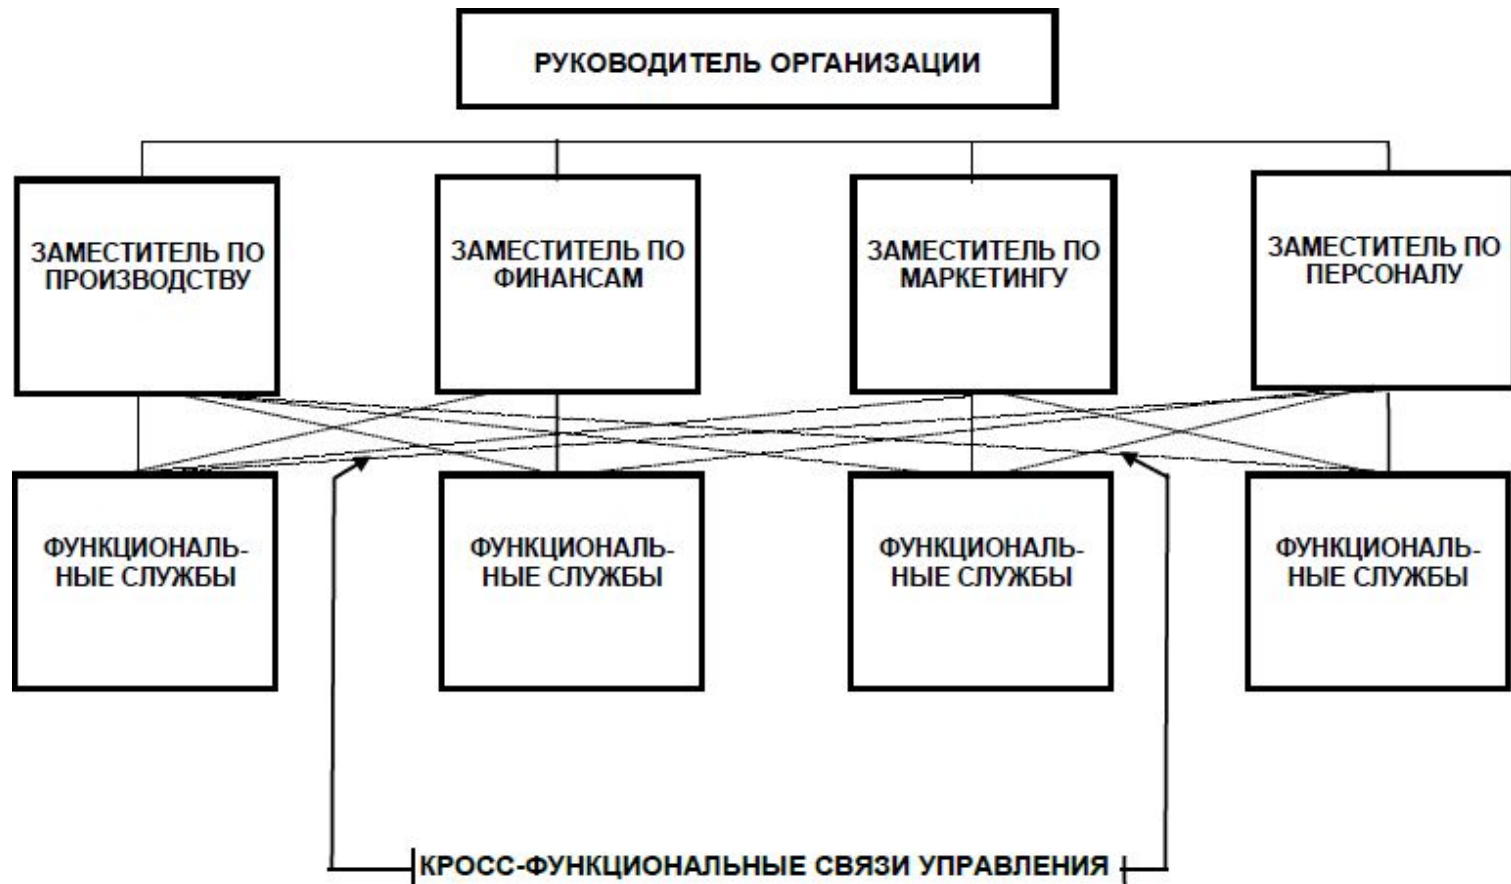 РУКОВОДИТЕЛЬ ОРГАНИЗАЦИИ
ЗАМЕСТИТЕЛЬ ПО
ПРОИЗВОДСТВУ
ЗАМЕСТИТЕЛЬ ПО
ФИНАНСАМ
ЗАМЕСТИТЕЛЬ ПО
МАРКЕТИНГУ
ЗАМЕСТИТЕЛЬ ПО
ПЕРСОНАЛУ
ФУНКЦИОНАЛЬ-
НЫЕ СЛУЖБЫ
ФУНКЦИОНАЛЬ-
НЫЕ СЛУЖБЫ
ФУНКЦИОНАЛЬ-
НЫЕ СЛУЖБЫ
ФУНКЦИОНАЛЬ-
НЫЕ СЛУЖБЫ
КРОСС-ФУНКЦИОНАЛЬНЫЕ СВЯЗИ УПРАВЛЕНИЯ